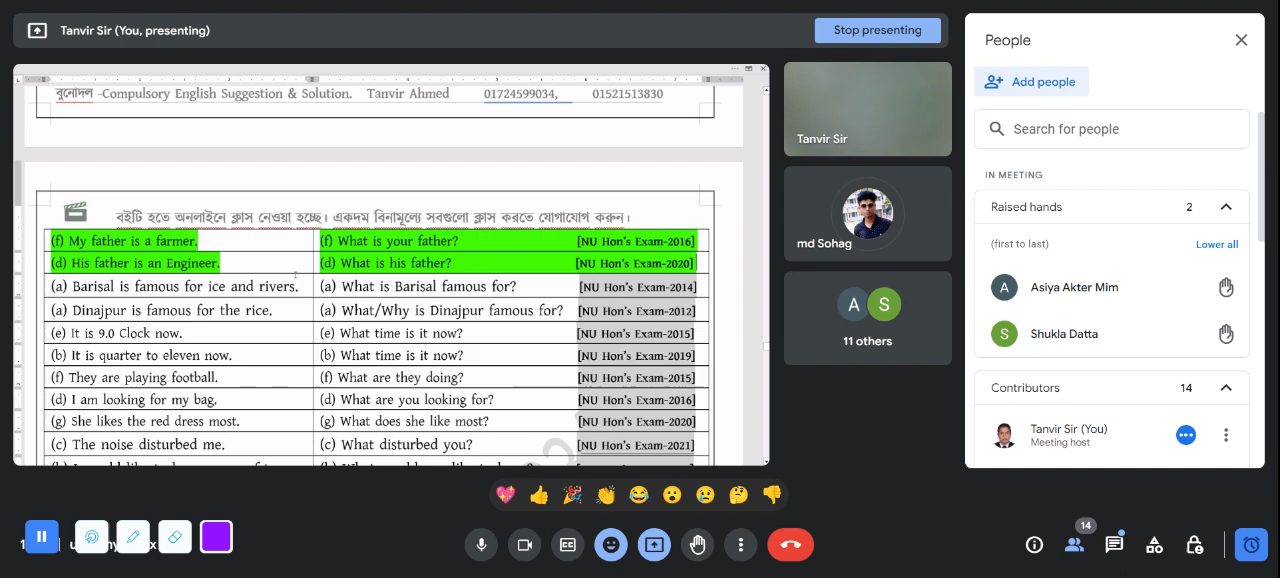 Tanvir Sir (You, presenting)
Stop presenting
বুনোদল -Compulsory English Suggestion & Solution. Tanvir Ahmed 01724599034, 01521513830
বইটি হতে অনলাইনে ক্লাস নেওয়া হচ্ছে। একদম বিনামূল্যে সবগুলো ক্লাস করতে যোগাযোগ করুন।
(f) My father is a farmer. (f) What is your father? [NU Hon's Exam-2016]
(d) His father is an Engineer. (d) What is his father? [NU Hon's Exam-2020]
(a) Barisal is famous for ice and rivers. (a) What is Barisal famous for? [NU Hon's Exam-2014]
(a) Dinajpur is famous for the rice. (a) What/Why is Dinajpur famous for? [NU Hon's Exam-2012]
(e) It is 9.0 Clock now. (e) What time is it now? [NU Hon's Exam-2015]
(b) It is quarter to eleven now. (b) What time is it now? [NU Hon's Exam-2019]
(f) They are playing football. (f) What are they doing? [NU Hon's Exam-2015]
(d) I am looking for my bag. (d) What are you looking for? [NU Hon's Exam-2016]
(g) She likes the red dress most. (g) What does she like most? [NU Hon's Exam-2020]
(c) The noise disturbed me. (c) What disturbed you? [NU Hon's Exam-2021]
Tanvir Sir
md Sohag
A S
11 others
People
Add people
Search for people
IN MEETING
Raised hands 2
(first to last) Lower all
A Asiya Akter Mim
S Shukla Datta
Contributors 14
Tanvir Sir (You)
Meeting host
14